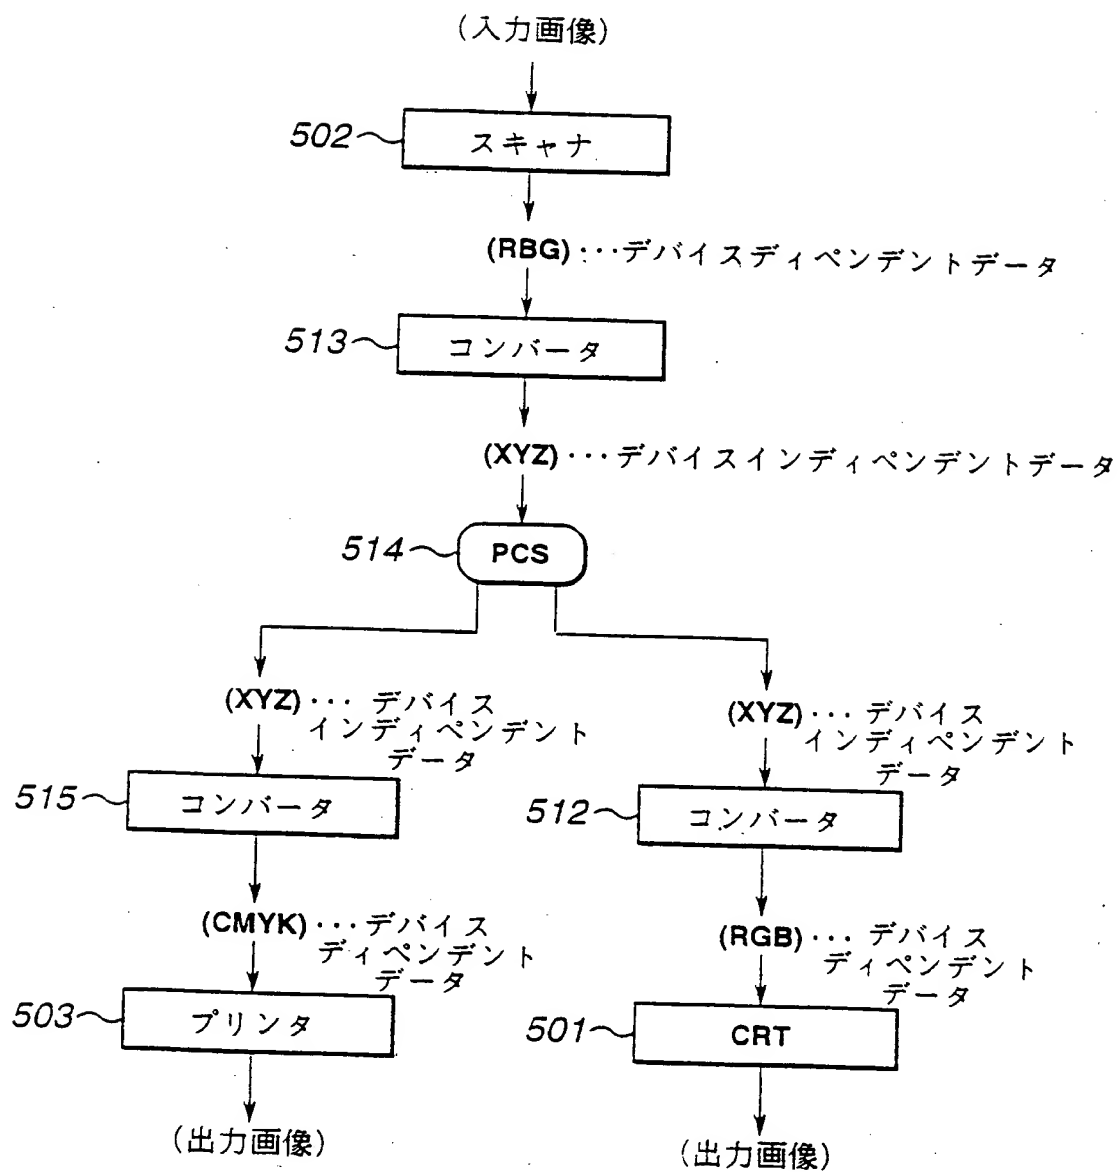 (入力画像)
502 スキャナ
(RBG)···デバイスディペンデントデータ
513 コンバータ
(XYZ)···デバイスインディペンデントデータ
514 PCS
(XYZ)··· デバイス
インディペンデント
データ
515 コンバータ
(CMYK)···デバイス
ディペンデント
データ
503 プリンタ
(出力画像)
(XYZ)··· デバイス
インディペンデント
データ
512 コンバータ
(RGB)··· デバイス
ディペンデント
データ
501 CRT
(出力画像)